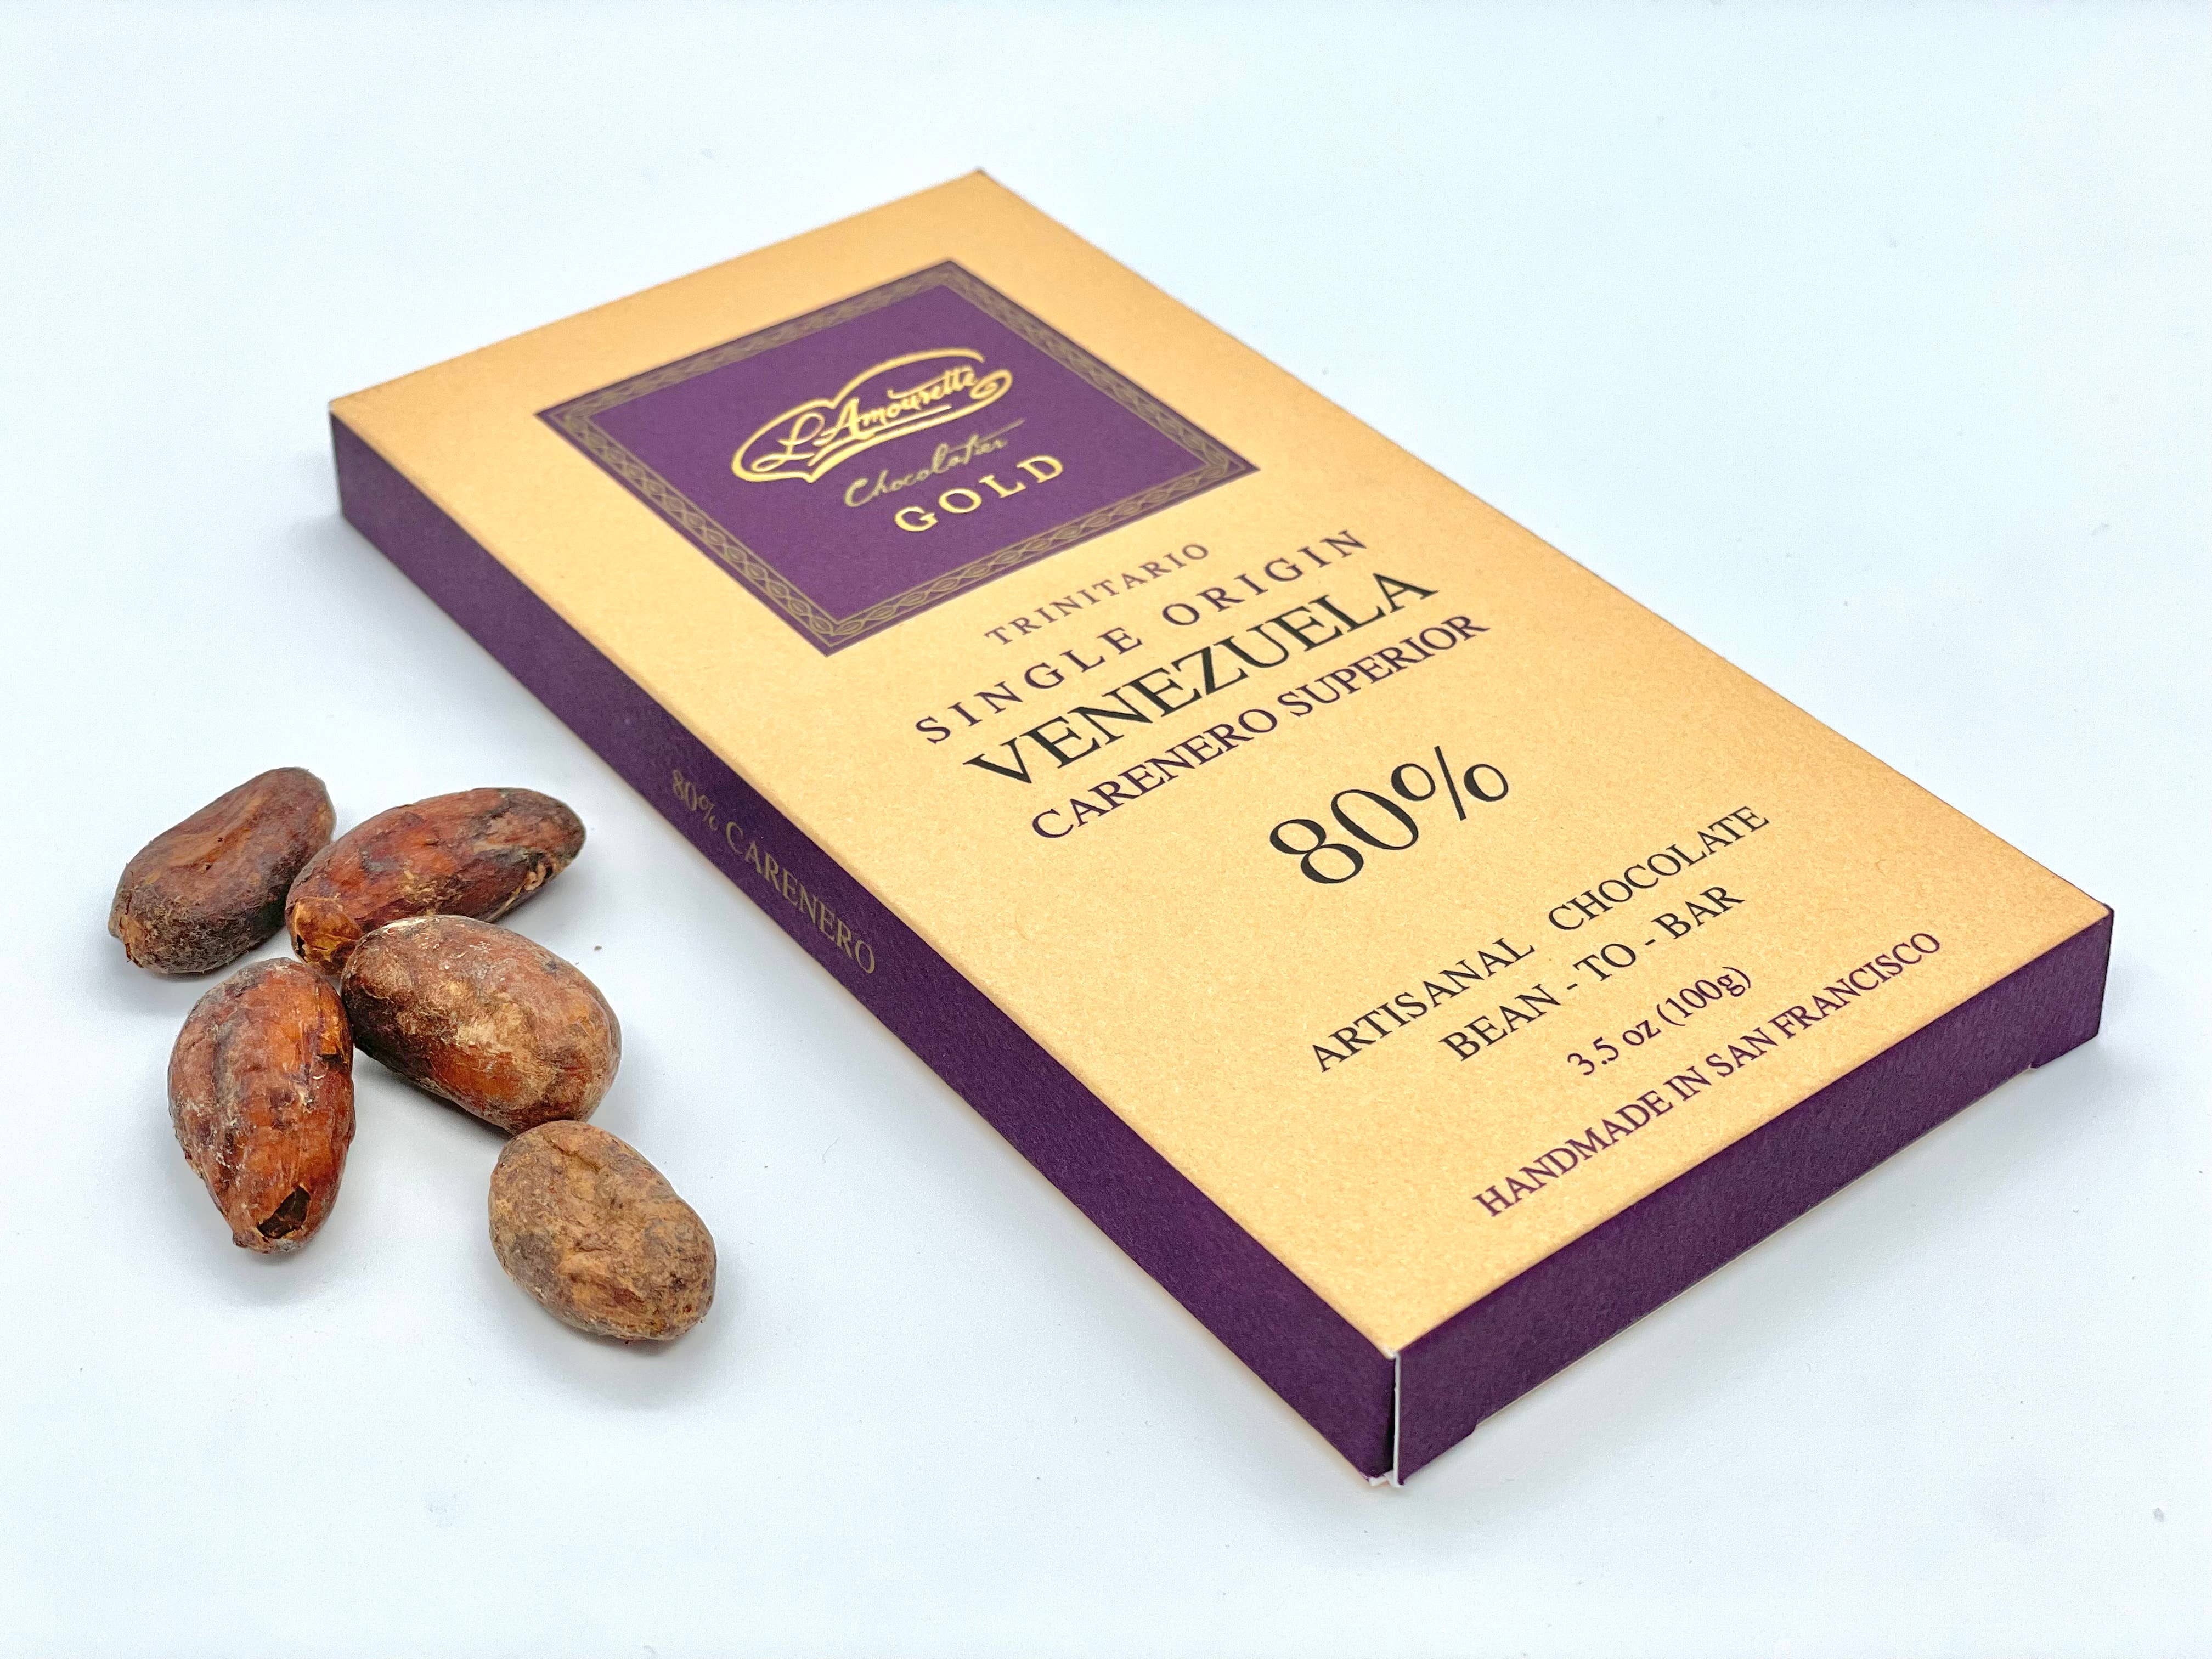 L'Amourette
Chocolatier
GOLD
TRINITARIO
SINGLE ORIGIN
VENEZUELA
CARENERO SUPERIOR
80%
ARTISANAL CHOCOLATE
BEAN - TO - BAR
3.5 oz (100g)
HANDMADE IN SAN FRANCISCO
80% CARENERO